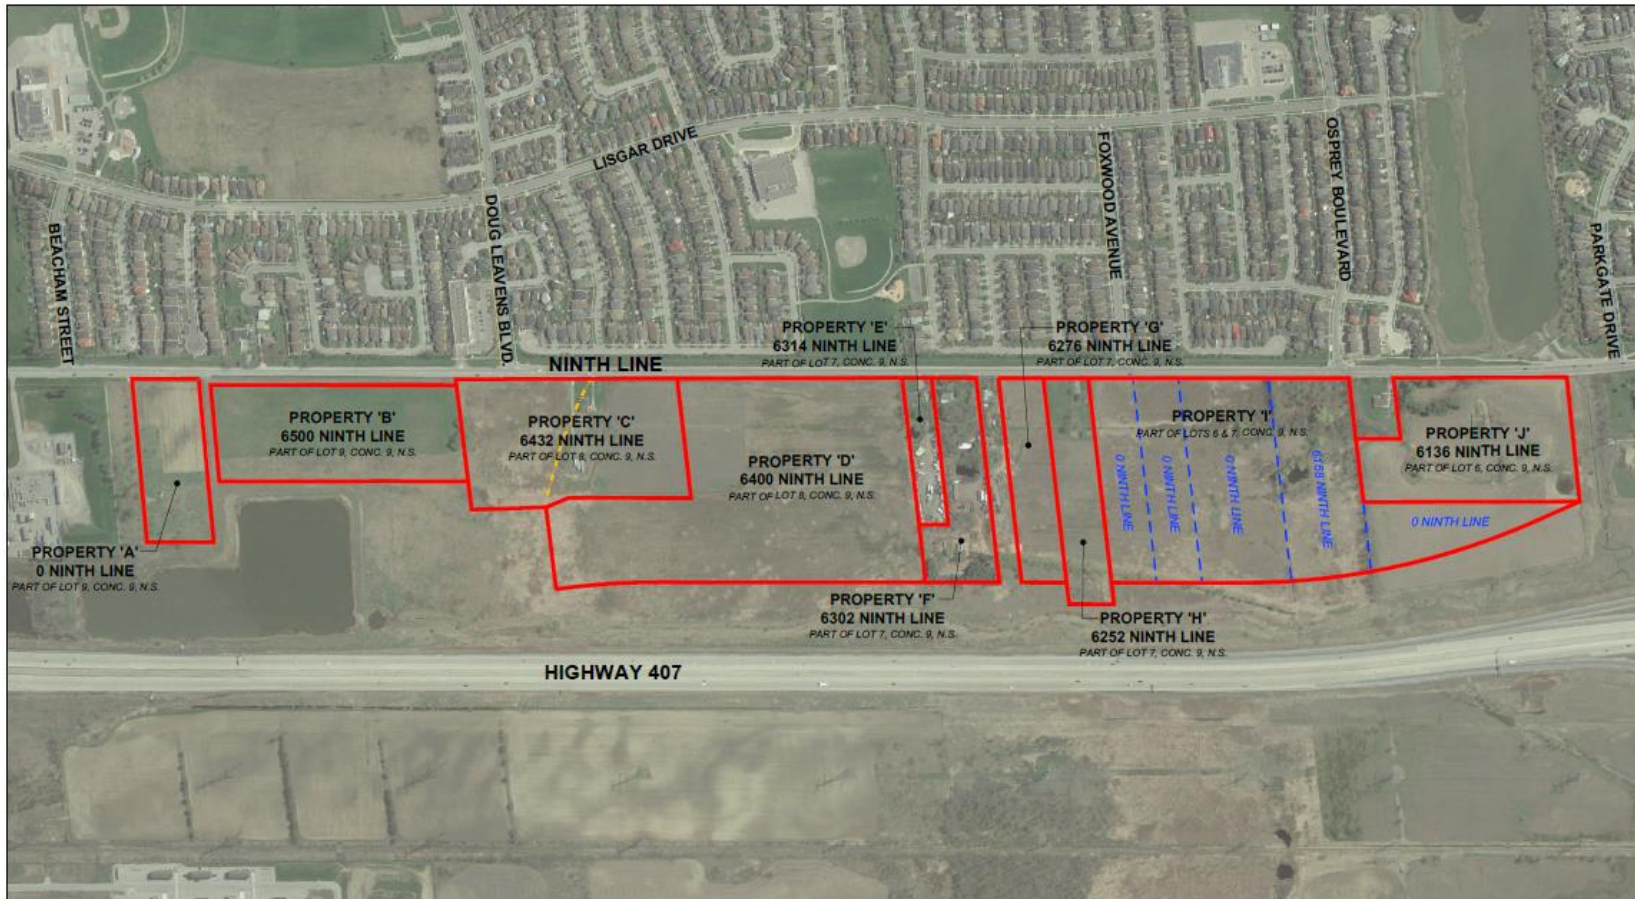 LISGAR DRIVE
BEACHAM STREET
DOUG LEAVENS BLVD.
FOXWOOD AVENUE
OSPREY BOULEVARD
PARKGATE DRIVE
NINTH LINE
PROPERTY 'E'
6314 NINTH LINE
PART OF LOT 7, CONC. 9, N.S.
PROPERTY 'G'
6276 NINTH LINE
PART OF LOT 7, CONC. 9, N.S.
PROPERTY 'B'
6500 NINTH LINE
PART OF LOT 9, CONC. 9, N.S.
PROPERTY 'C'
6432 NINTH LINE
PART OF LOT 8, CONC. 9, N.S.
PROPERTY 'D'
6400 NINTH LINE
PART OF LOT 8, CONC. 9, N.S.
PROPERTY 'I'
PART OF LOTS 6 & 7, CONC. 9, N.S.
0 NINTH LINE
0 NINTH LINE
0 NINTH LINE
6168 NINTH LINE
PROPERTY 'J'
6136 NINTH LINE
PART OF LOT 6, CONC. 9, N.S.
0 NINTH LINE
PROPERTY 'A'
0 NINTH LINE
PART OF LOT 9, CONC. 9, N.S.
PROPERTY 'F'
6302 NINTH LINE
PART OF LOT 7, CONC. 9, N.S.
PROPERTY 'H'
6252 NINTH LINE
PART OF LOT 7, CONC. 9, N.S.
HIGHWAY 407